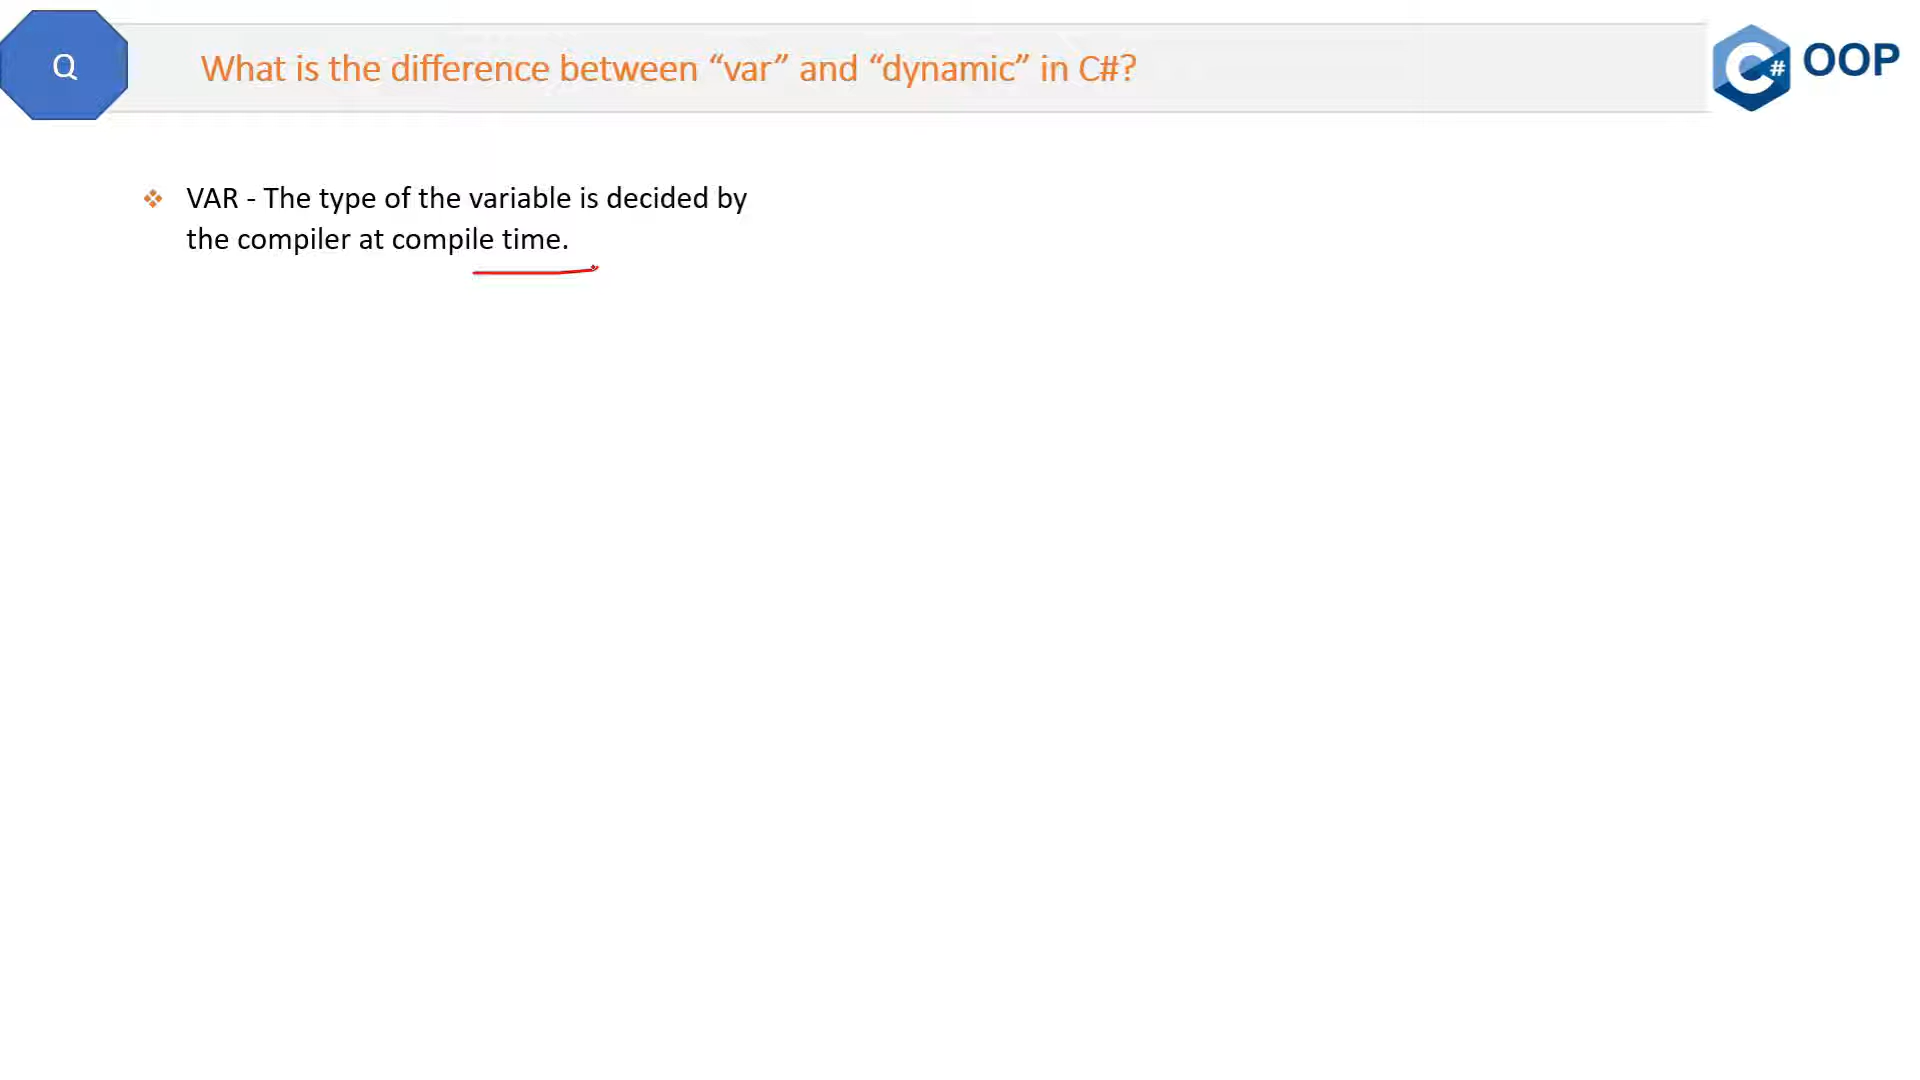 Q
What is the difference between “var” and “dynamic” in C#?
C# OOP
VAR - The type of the variable is decided by
the compiler at compile time.